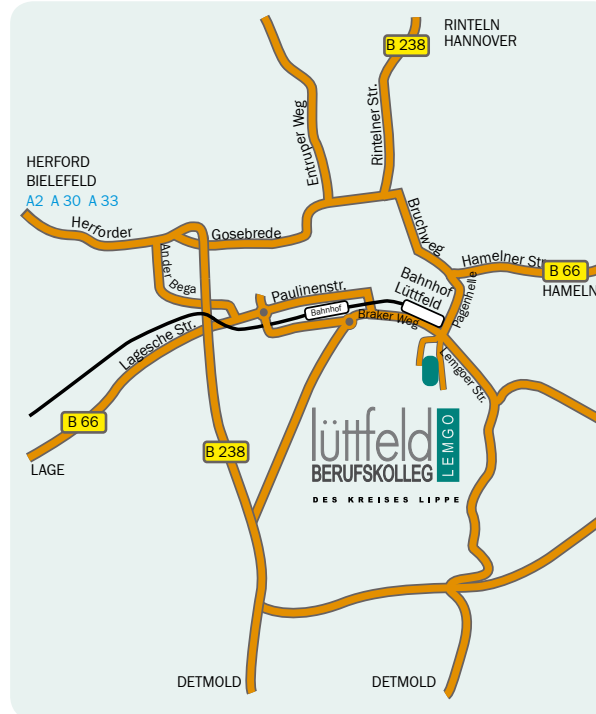 RINTELN
HANNOVER
B 238
Entruper Weg
Rintelner Str.
HERFORD
BIELEFELD
A2 A 30 A 33
Herforder
Gosebrede
Bruchweg
An der Bega
Hamelner Str.
B 66
HAMELN
Bahnhof
Lüttfeld
Pagenhelle
Paulinenstr.
Bahnhof
Braker Weg
Lagesche Str.
Lemgoer Str.
B 66
LAGE
B 238
lüttfeld
BERUFSKOLLEG
LEMGO
DES KREISES LIPPE
DETMOLD
DETMOLD